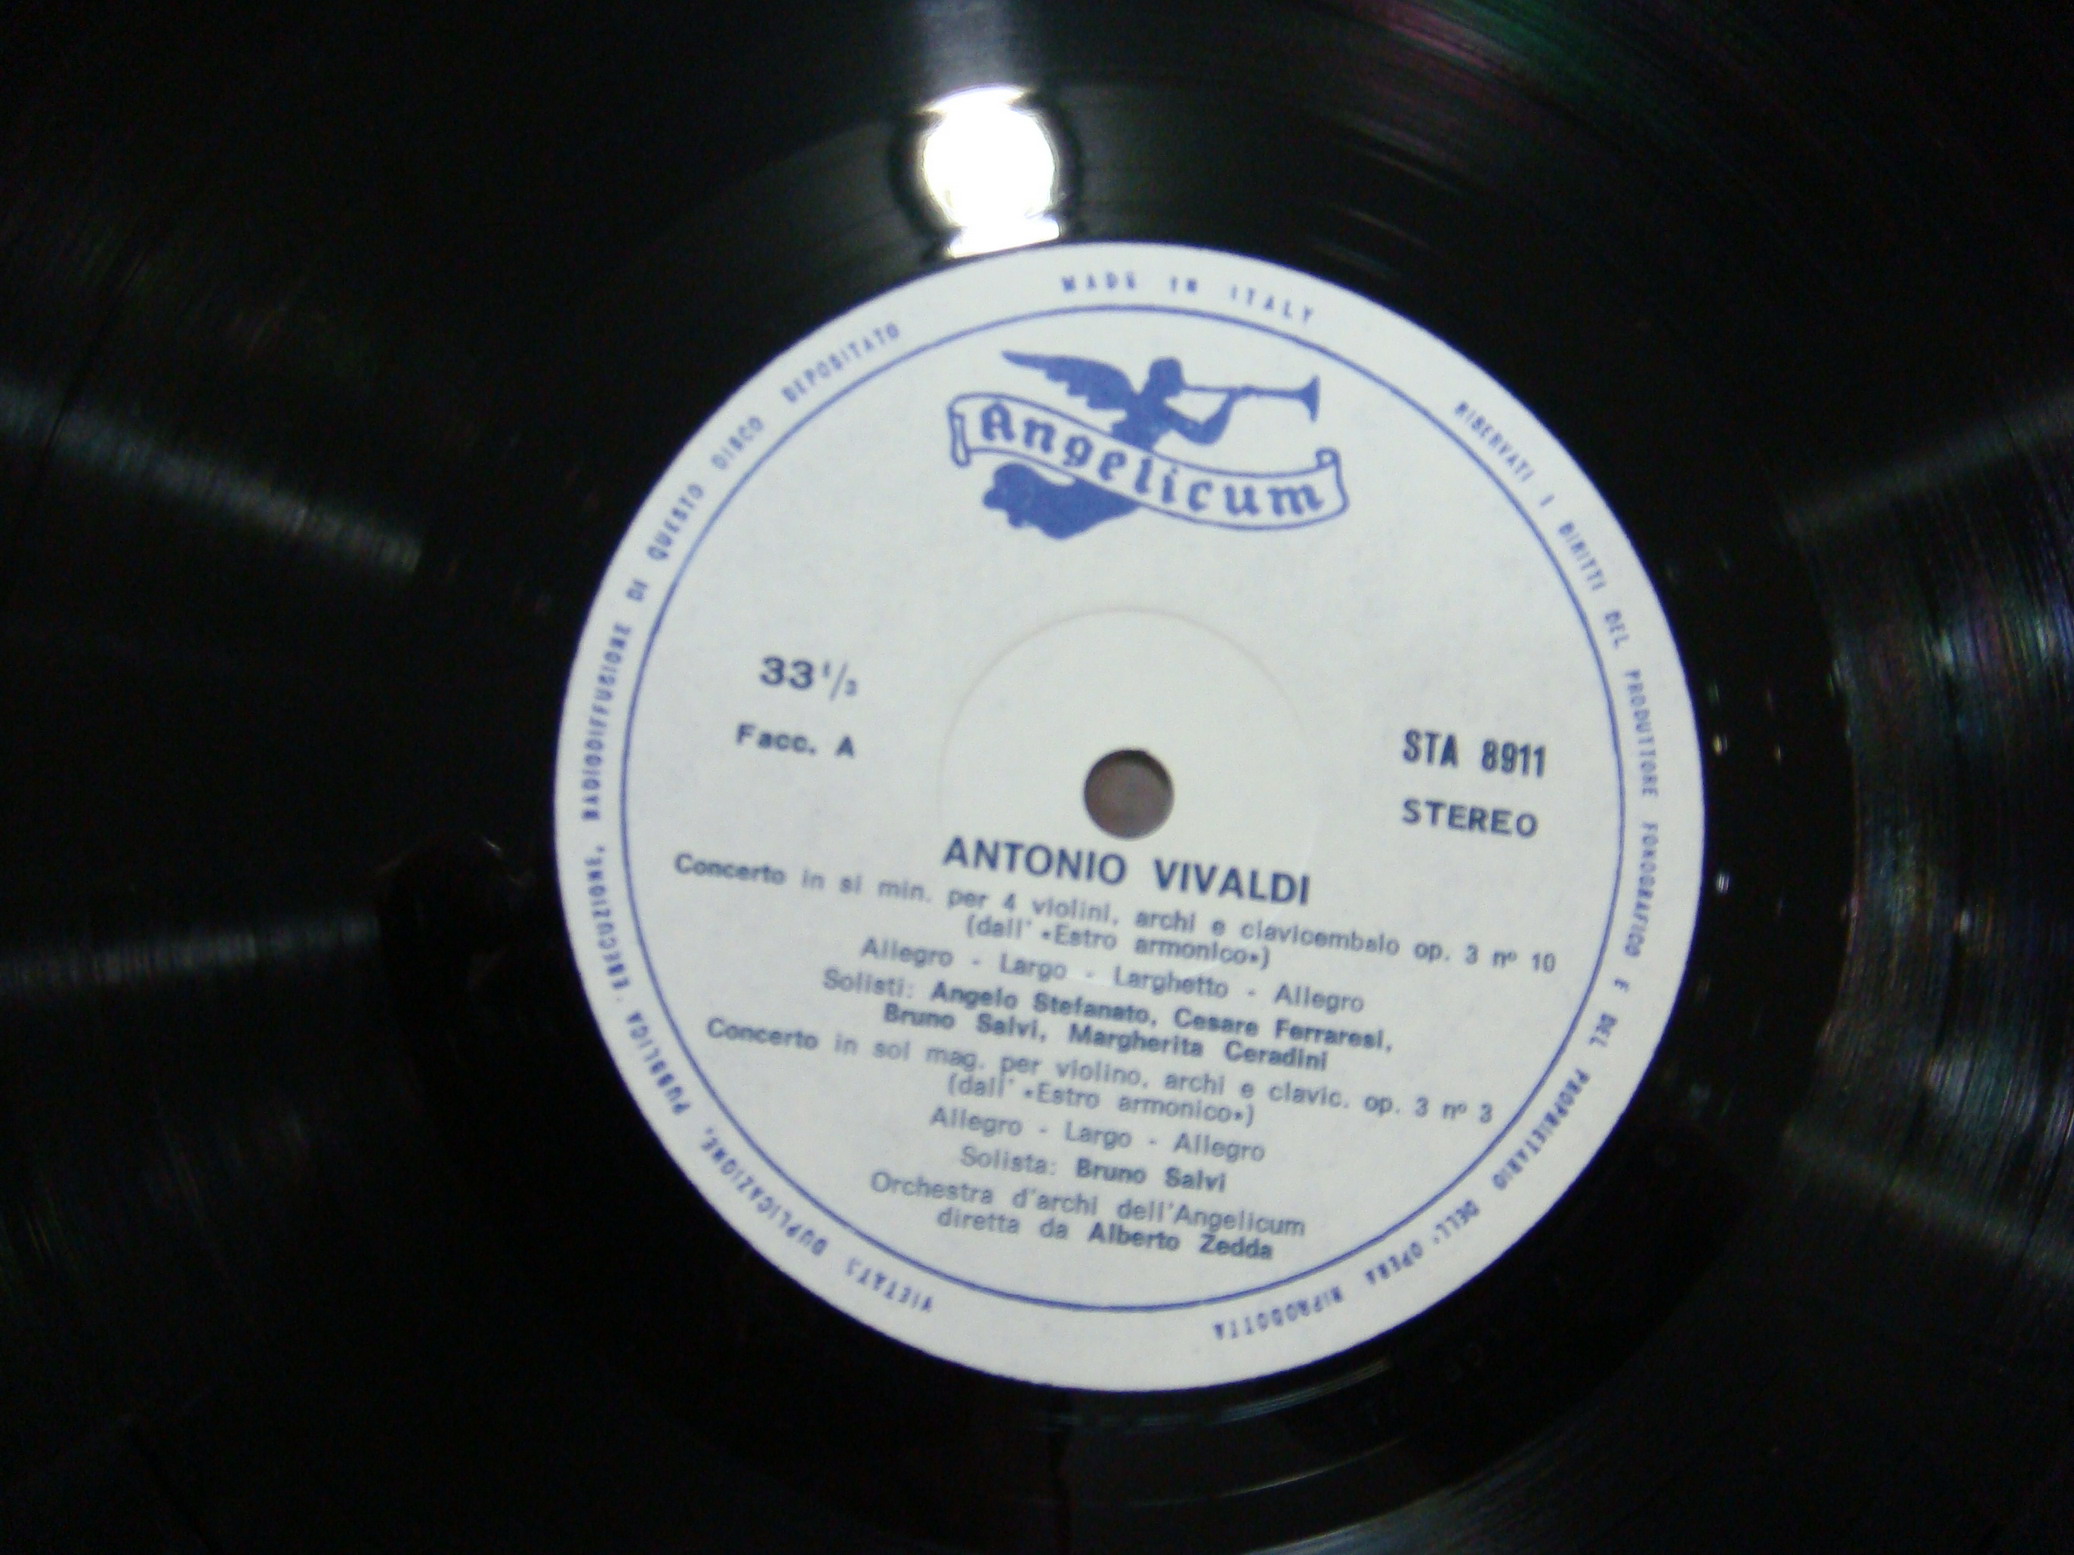 MADE IN ITALY
RISERVATI I DIRITTI DEL PRODUTTORE FONOGRAFICO E DEL PROPRIETARIO DELL' OPERA RIPRODOTTA
VIETATA DUPLICAZIONE, PUBBLICA ESECUZIONE, RADIODIFFUSIONE DI QUESTO DISCO DEPOSITATO
Angelicum
33 1/3
Facc. A
STA 8911
STEREO
ANTONIO VIVALDI
Concerto in si min. per 4 violini, archi e clavicembalo op. 3 nº 10
(dall' «Estro armonico»)
Allegro - Largo - Larghetto - Allegro
Solisti: Angelo Stefanato, Cesare Ferraresi,
Bruno Salvi, Margherita Ceradini
Concerto in sol mag. per violino, archi e clavic. op. 3 nº 3
(dall' «Estro armonico»)
Allegro - Largo - Allegro
Solista: Bruno Salvi
Orchestra d'archi dell'Angelicum
diretta da Alberto Zedda